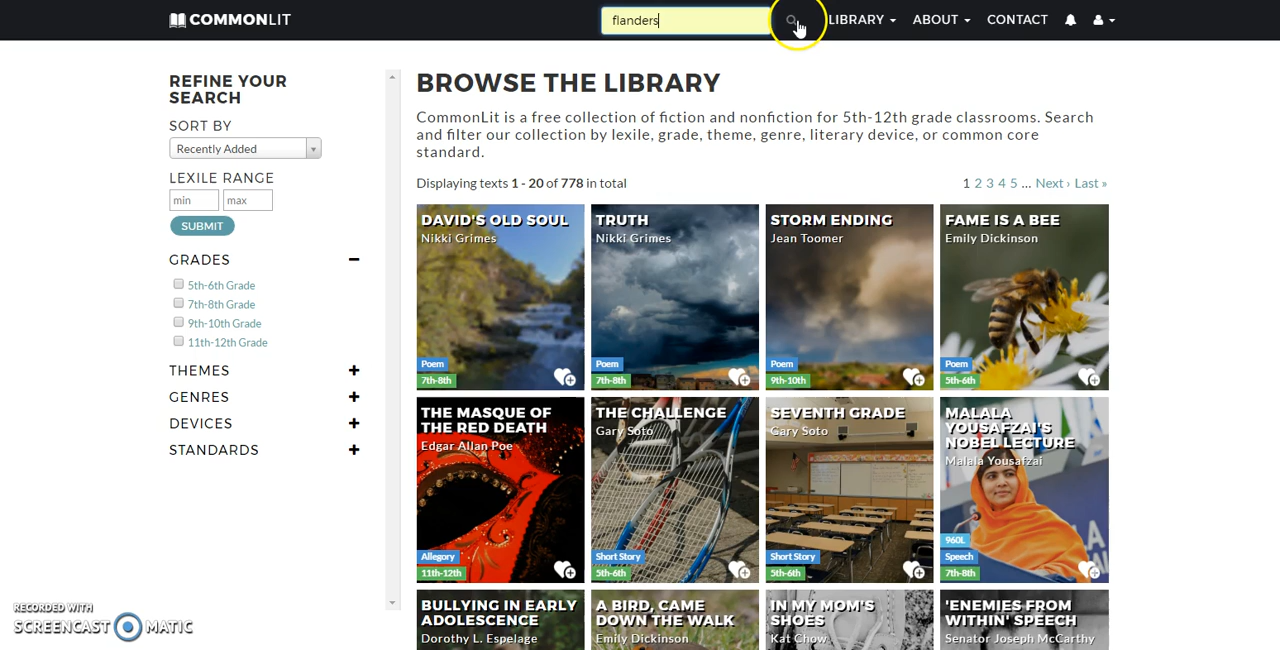 COMMONLIT
flanders
LIBRARY
ABOUT
CONTACT
REFINE YOUR
SEARCH
SORT BY
Recently Added
LEXILE RANGE
min
max
SUBMIT
GRADES
5th-6th Grade
7th-8th Grade
9th-10th Grade
11th-12th Grade
THEMES
GENRES
DEVICES
STANDARDS
BROWSE THE LIBRARY
CommonLit is a free collection of fiction and nonfiction for 5th-12th grade classrooms. Search
and filter our collection by lexile, grade, theme, genre, literary device, or common core
standard.
Displaying texts 1 - 20 of 778 in total
1 2 3 4 5 ... Next › Last »
DAVID'S OLD SOUL
Nikki Grimes
Poem
7th-8th
TRUTH
Nikki Grimes
Poem
7th-8th
STORM ENDING
Jean Toomer
Poem
9th-10th
FAME IS A BEE
Emily Dickinson
Poem
5th-6th
THE MASQUE OF
THE RED DEATH
Edgar Allan Poe
Allegory
11th-12th
THE CHALLENGE
Gary Soto
Short Story
5th-6th
SEVENTH GRADE
Gary Soto
Short Story
5th-6th
MALALA
YOUSAFZAI'S
NOBEL LECTURE
Malala Yousafzai
960L
Speech
7th-8th
BULLYING IN EARLY
ADOLESCENCE
Dorothy L. Espelage
A BIRD, CAME
DOWN THE WALK
Emily Dickinson
IN MY MOM'S
SHOES
Kat Chow
'ENEMIES FROM
WITHIN' SPEECH
Senator Joseph McCarthy
RECORDED WITH
SCREENCAST MATIC